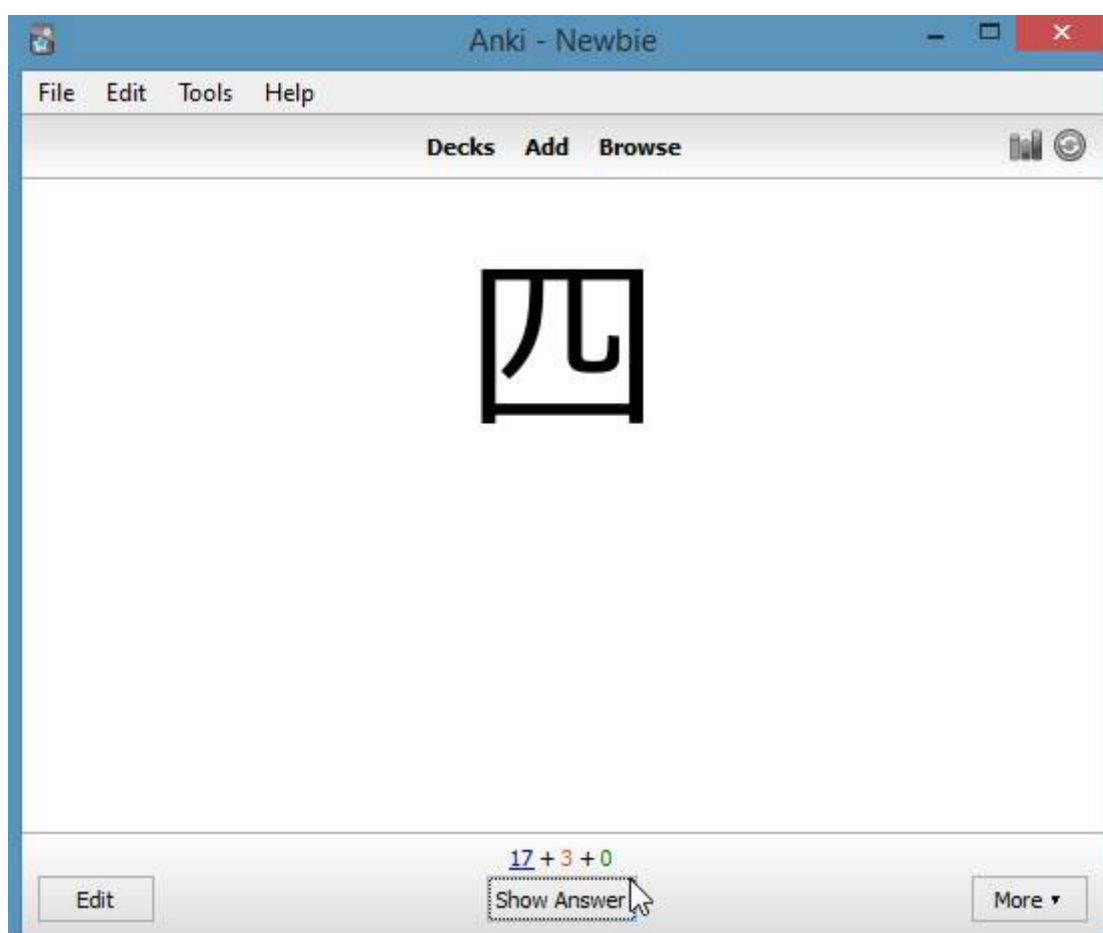 Anki - Newbie
File Edit Tools Help
Decks Add Browse
四
17 + 3 + 0
Edit Show Answer More ▾